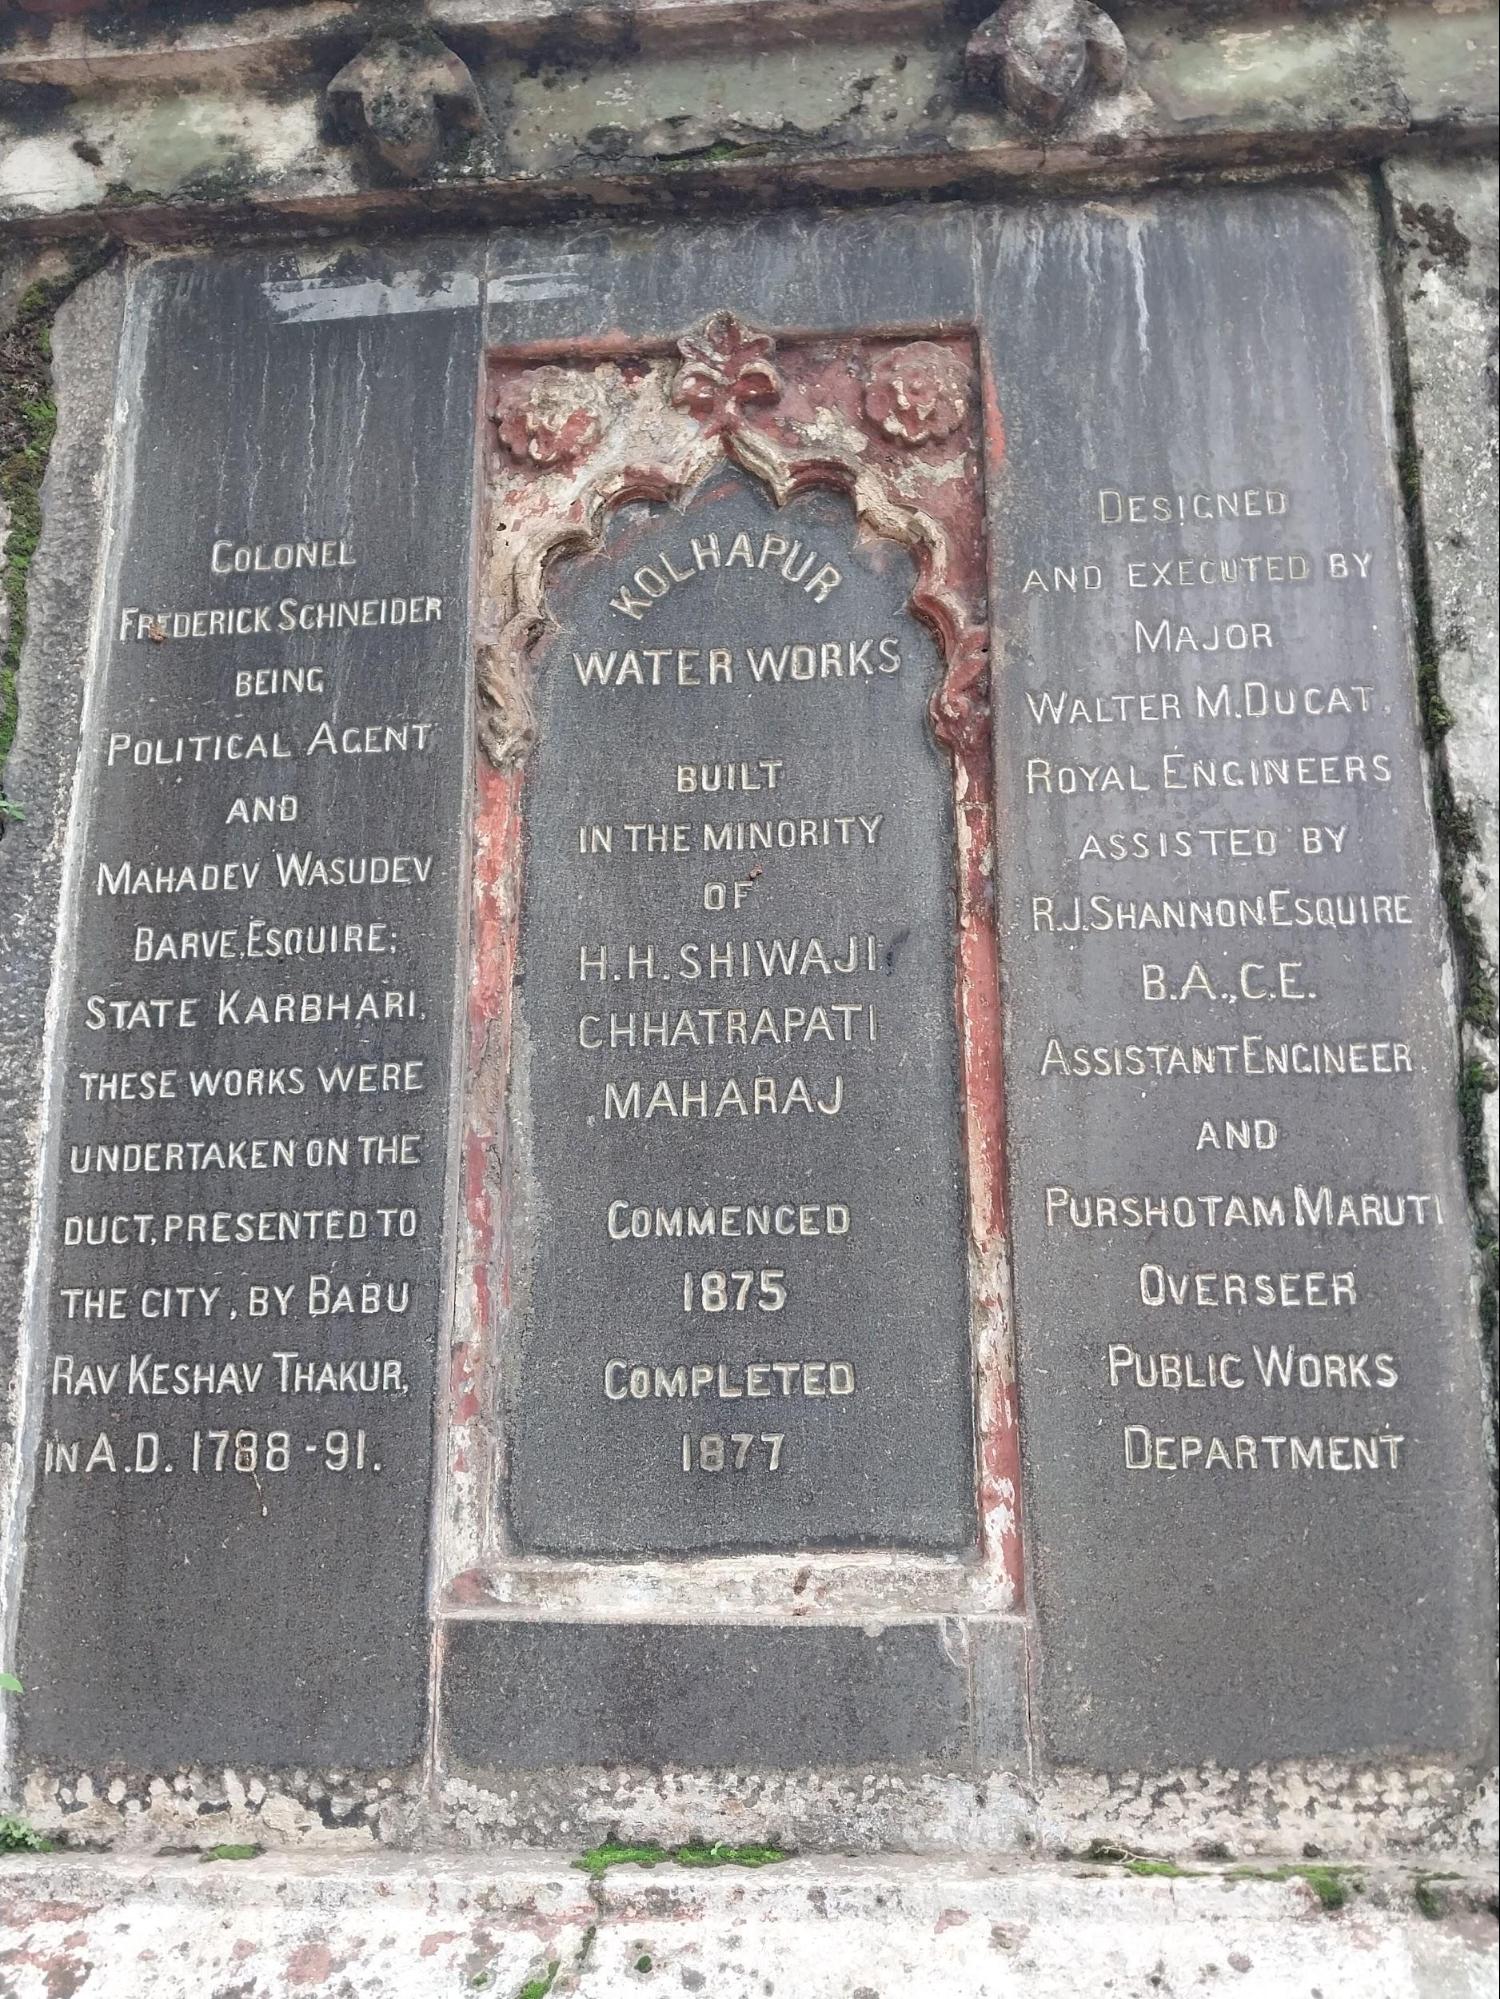 COLONEL
FREDERICK SCHNEIDER
BEING
POLITICAL AGENT
AND
MAHADEV WASUDEV
BARVE, ESQUIRE;
STATE KARBHARI,
THESE WORKS WERE
UNDERTAKEN ON THE
DUCT, PRESENTED TO
THE CITY, BY BABU
RAV KESHAV THAKUR,
IN A.D. 1788-91.
KOLHAPUR
WATER WORKS
BUILT
IN THE MINORITY
OF
H.H. SHIWAJI
CHHATRAPATI
MAHARAJ
COMMENCED
1875
COMPLETED
1877
DESIGNED
AND EXECUTED BY
MAJOR
WALTER M. DUCAT,
ROYAL ENGINEERS
ASSISTED BY
R.J. SHANNON ESQUIRE
B.A., C.E.
ASSISTANT ENGINEER
AND
PURSHOTAM MARUTI
OVERSEER
PUBLIC WORKS
DEPARTMENT